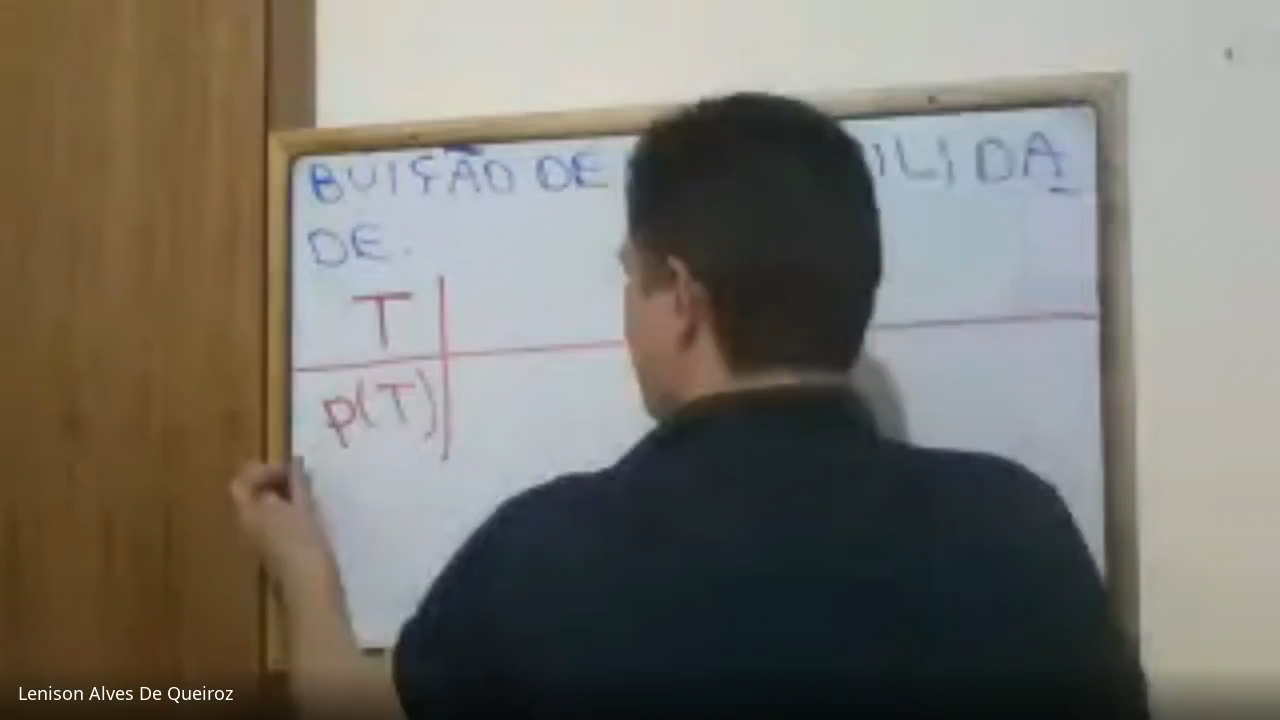 BUIÇÃO DE ILIDA
DE.
T
p(T)
Lenison Alves De Queiroz